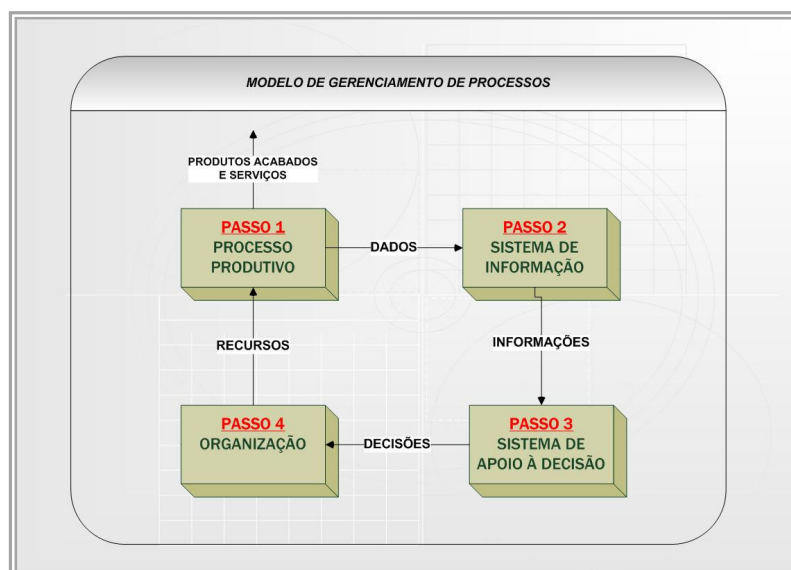 MODELO DE GERENCIAMENTO DE PROCESSOS
PRODUTOS ACABADOS
E SERVIÇOS
PASSO 1
PROCESSO
PRODUTIVO
DADOS
PASSO 2
SISTEMA DE
INFORMAÇÃO
RECURSOS
INFORMAÇÕES
PASSO 4
ORGANIZAÇÃO
DECISÕES
PASSO 3
SISTEMA DE
APOIO À DECISÃO